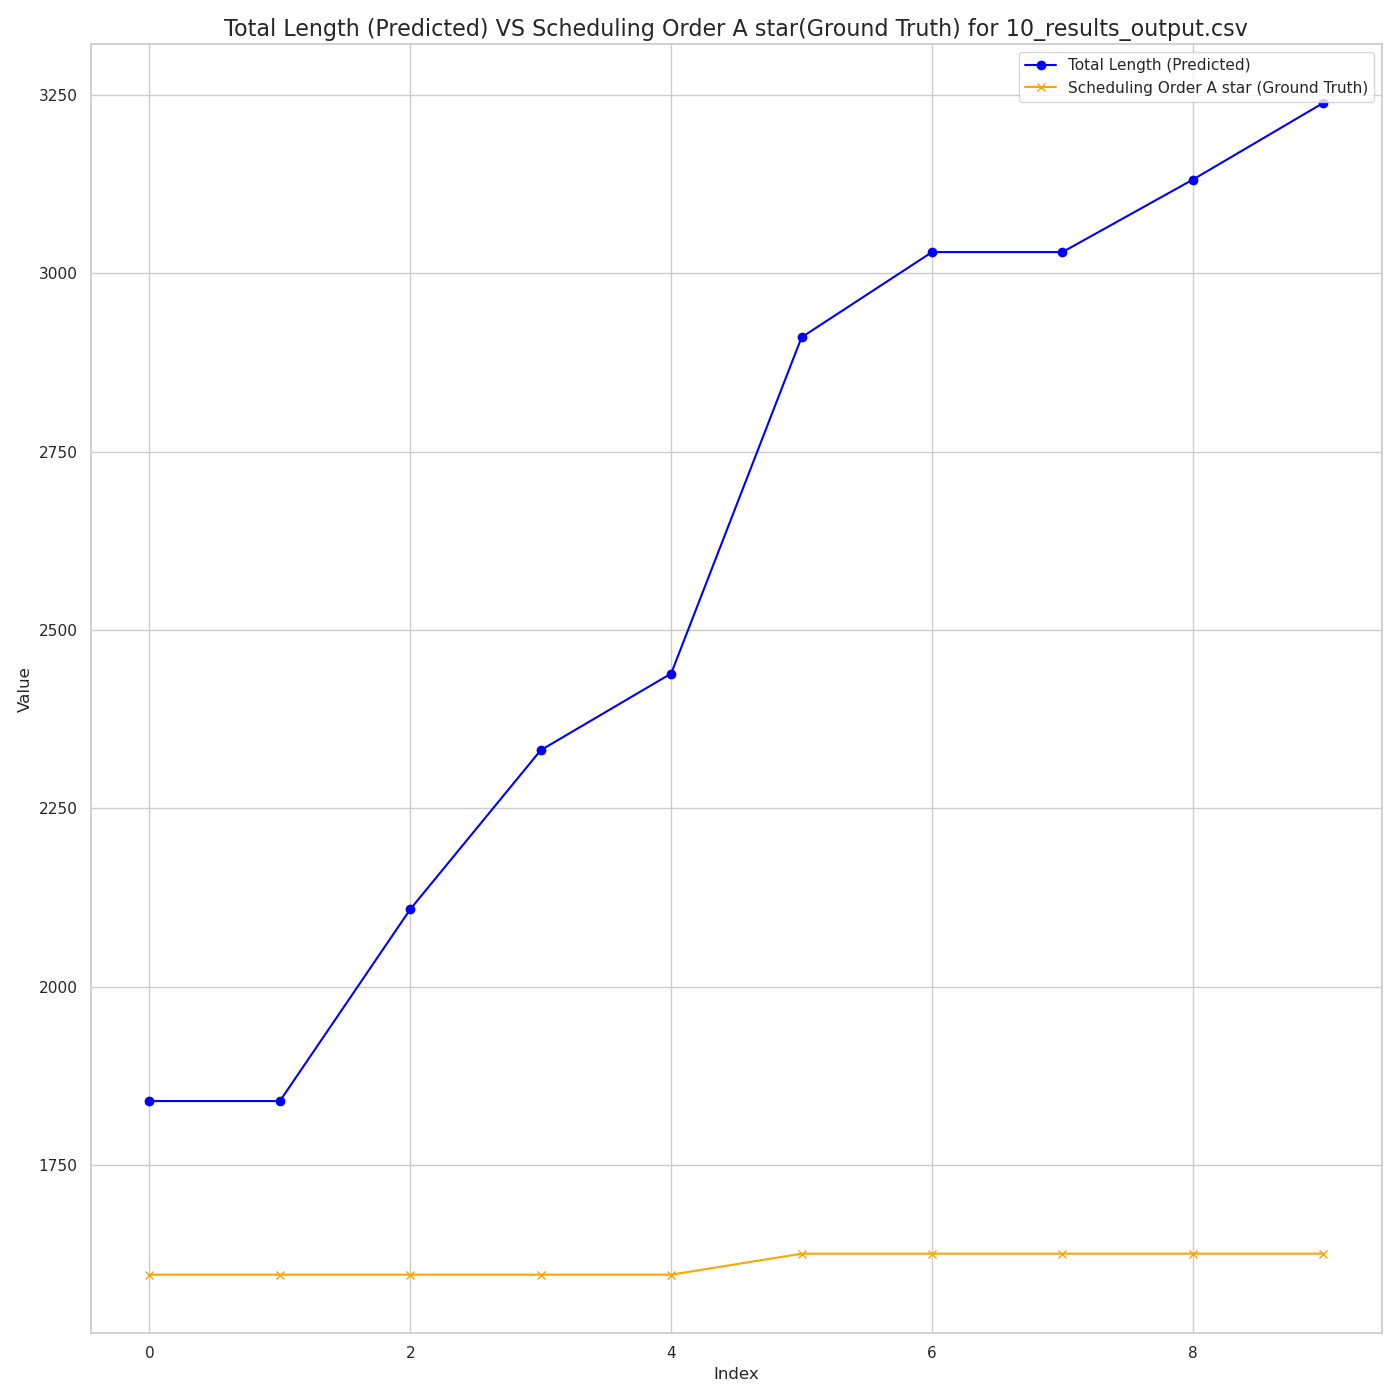 Total Length (Predicted) VS Scheduling Order A star(Ground Truth) for 10_results_output.csv
Total Length (Predicted)
Scheduling Order A star (Ground Truth)
3250
3000
2750
2500
2250
2000
1750
Value
0 2 4 6 8
Index